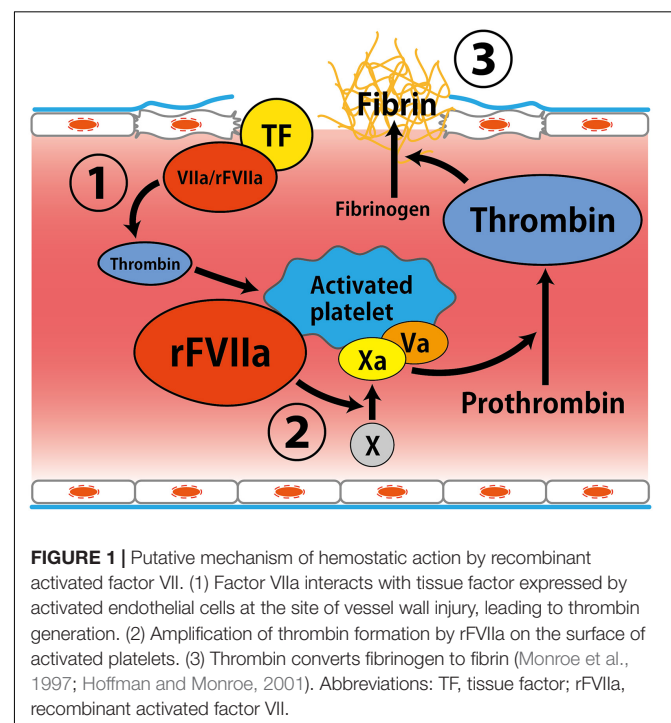 3
Fibrin
TF
1
VIIa/rFVIIa
Fibrinogen
Thrombin
Thrombin
Activated
platelet
rFVIIa
Va
Xa
Prothrombin
2
X
FIGURE 1 | Putative mechanism of hemostatic action by recombinant
activated factor VII. (1) Factor VIIa interacts with tissue factor expressed by
activated endothelial cells at the site of vessel wall injury, leading to thrombin
generation. (2) Amplification of thrombin formation by rFVIIa on the surface of
activated platelets. (3) Thrombin converts fibrinogen to fibrin (Monroe et al.,
1997; Hoffman and Monroe, 2001). Abbreviations: TF, tissue factor; rFVIIa,
recombinant activated factor VII.